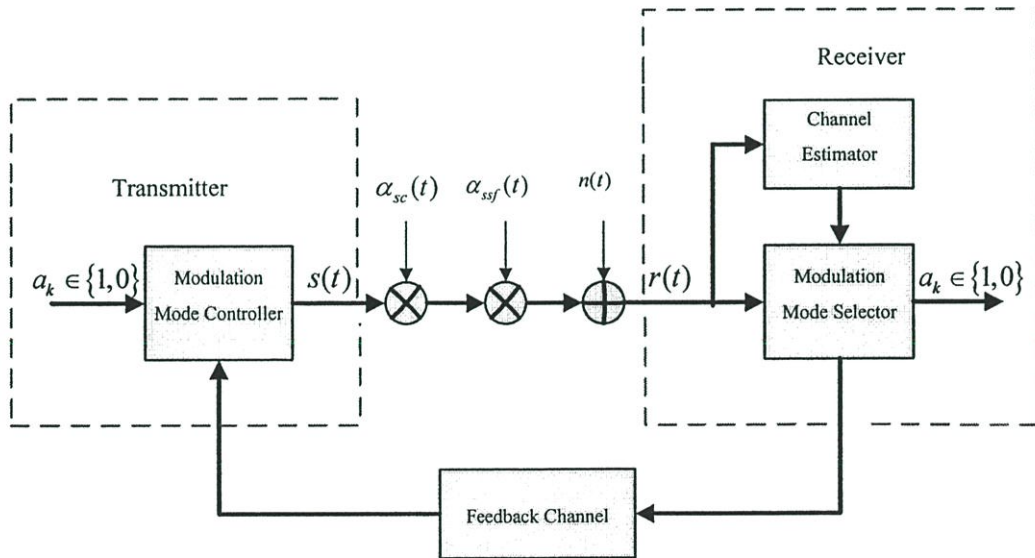 Receiver
Channel
Estimator
Transmitter
α_sc(t)
α_ssf(t)
n(t)
a_k ∈ {1,0}
Modulation
Mode Controller
s(t)
r(t)
Modulation
Mode Selector
a_k ∈ {1,0}
Feedback Channel